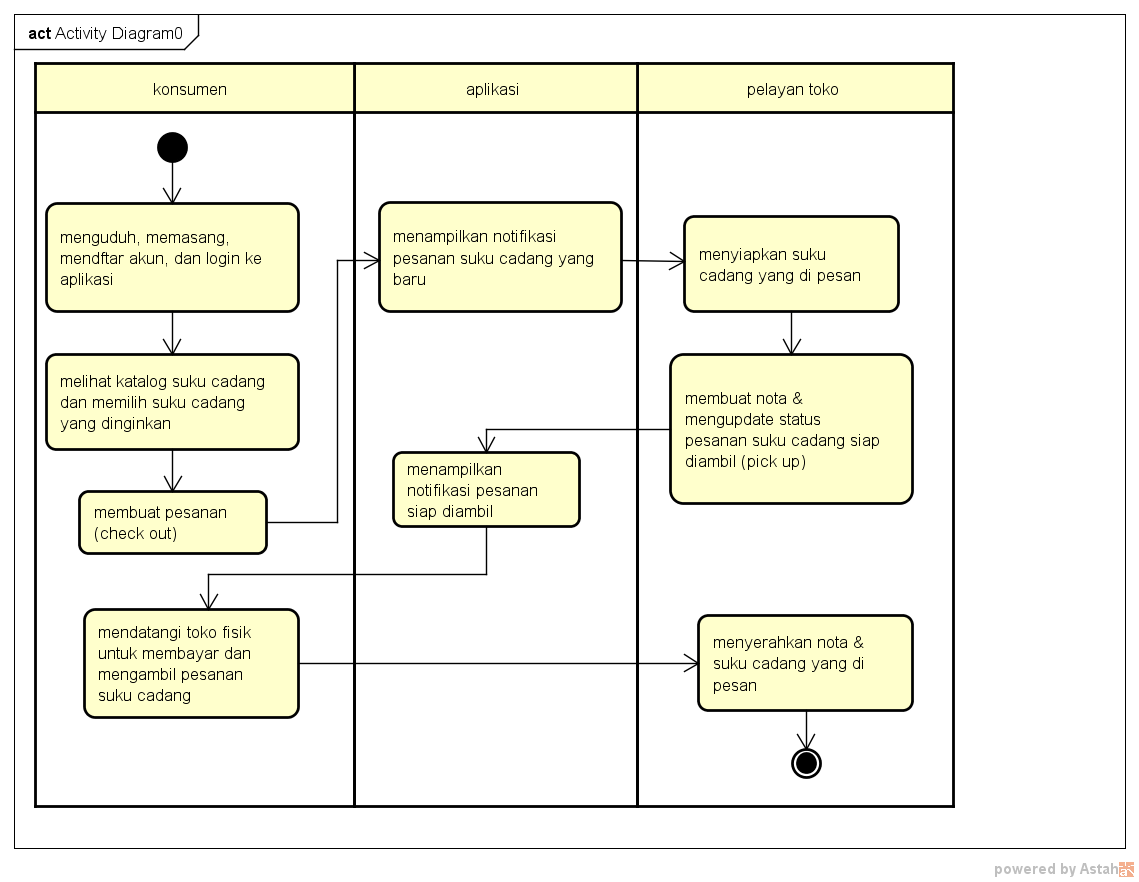 act Activity Diagram0
konsumen
aplikasi
pelayan toko
menguduh, memasang,
mendftar akun, dan login ke
aplikasi
menampilkan notifikasi
pesanan suku cadang yang
baru
menyiapkan suku
cadang yang di pesan
melihat katalog suku cadang
dan memilih suku cadang
yang dinginkan
membuat nota &
mengupdate status
pesanan suku cadang siap
diambil (pick up)
menampilkan
notifikasi pesanan
siap diambil
membuat pesanan
(check out)
mendatangi toko fisik
untuk membayar dan
mengambil pesanan
suku cadang
menyerahkan nota &
suku cadang yang di
pesan
powered by Astah